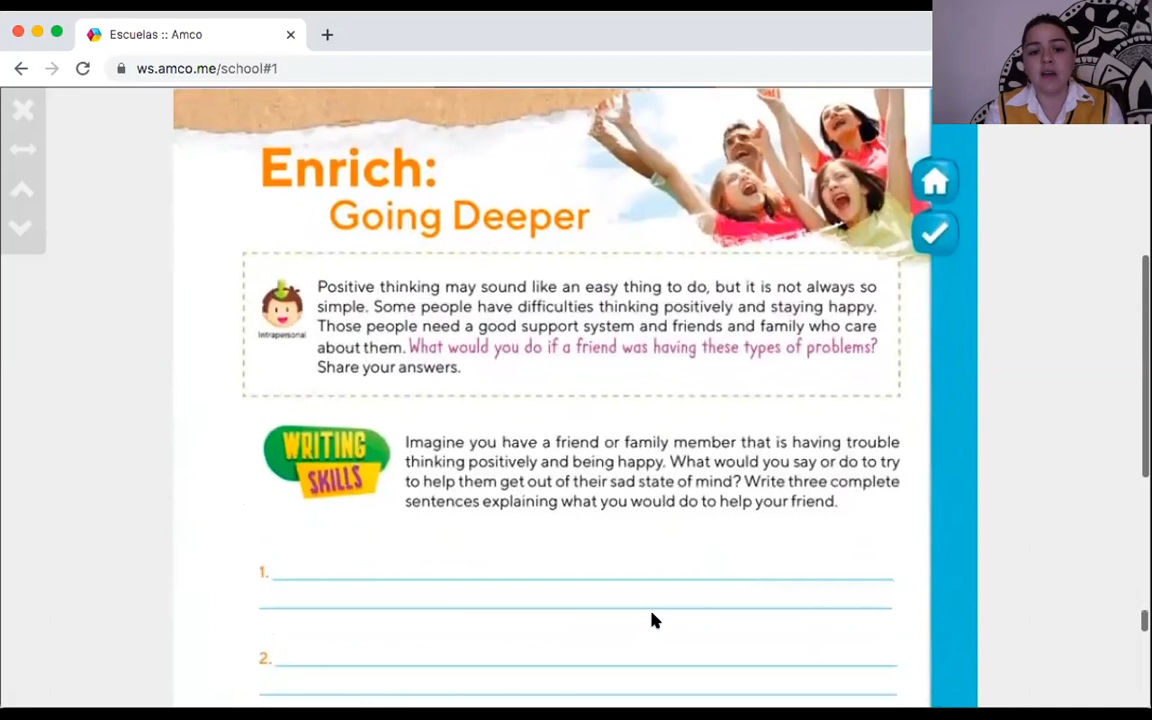 Escuelas :: Amco
ws.amco.me/school#1
Enrich:
Going Deeper
Positive thinking may sound like an easy thing to do, but it is not always so
simple. Some people have difficulties thinking positively and staying happy.
Those people need a good support system and friends and family who care
about them. What would you do if a friend was having these types of problems?
Share your answers.
Intrapersonal
WRITING
SKILLS
Imagine you have a friend or family member that is having trouble
thinking positively and being happy. What would you say or do to try
to help them get out of their sad state of mind? Write three complete
sentences explaining what you would do to help your friend.
1.
2.